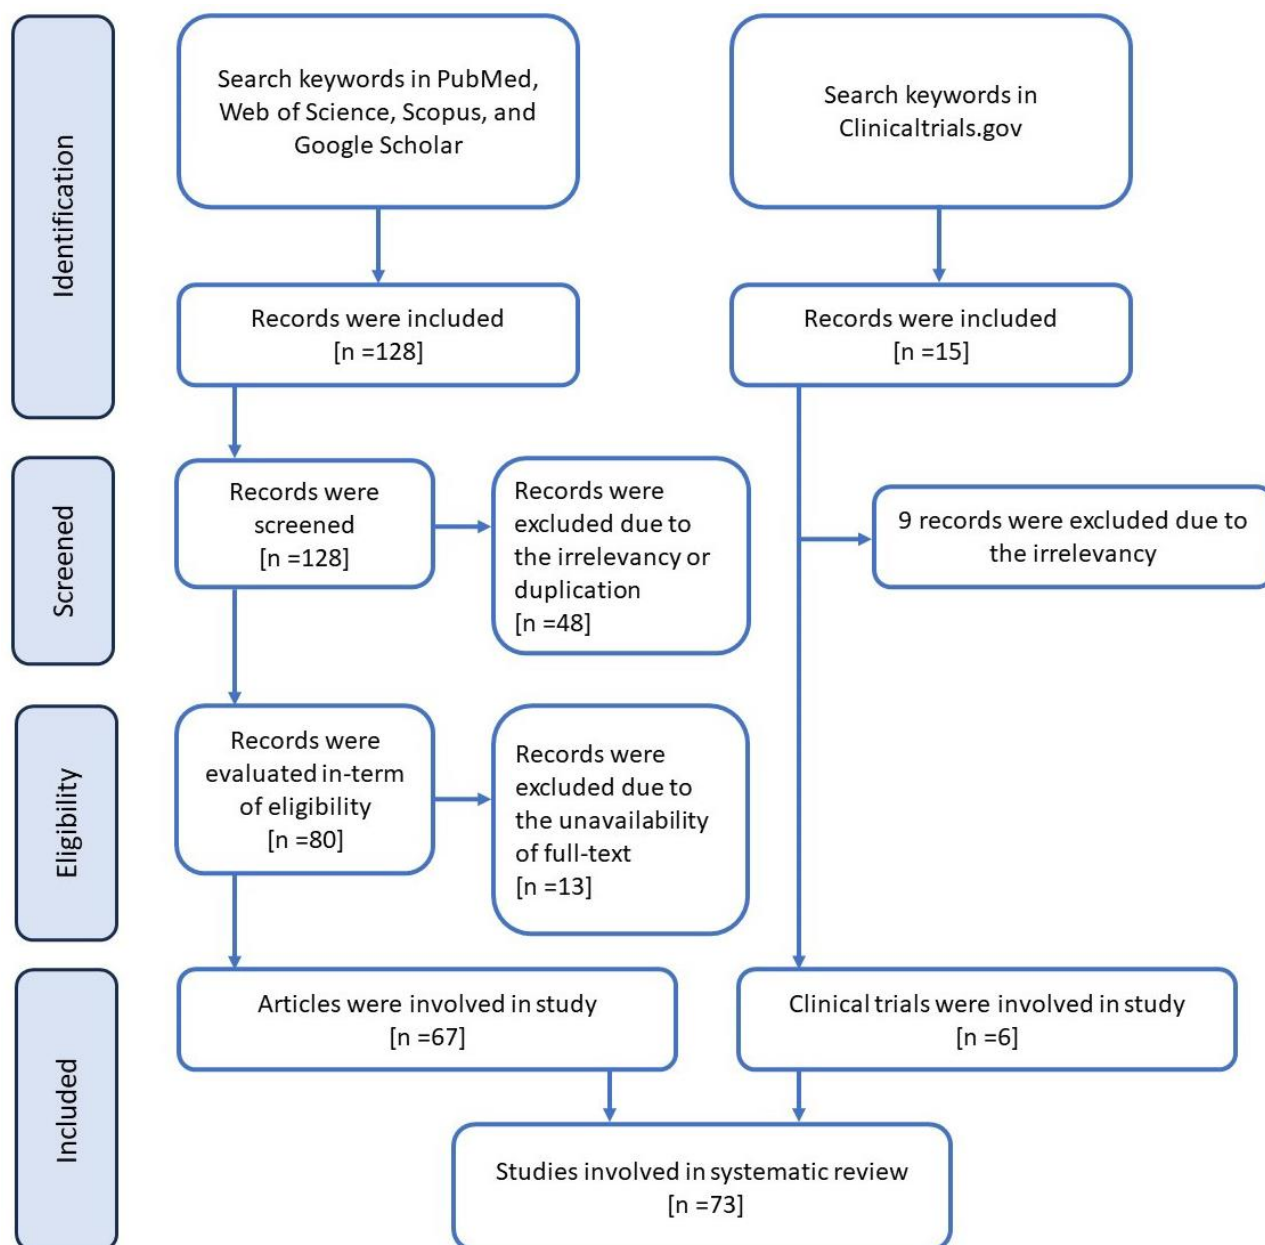 Identification
Search keywords in PubMed,
Web of Science, Scopus, and
Google Scholar
Search keywords in
Clinicaltrials.gov
Records were included
[n =128]
Records were included
[n =15]
Screened
Records were
screened
[n =128]
Records were
excluded due to
the irrelevancy or
duplication
[n =48]
9 records were excluded due to
the irrelevancy
Eligibility
Records were
evaluated in-term
of eligibility
[n =80]
Records were
excluded due to
the unavailability
of full-text
[n =13]
Included
Articles were involved in study
[n =67]
Clinical trials were involved in study
[n =6]
Studies involved in systematic review
[n =73]